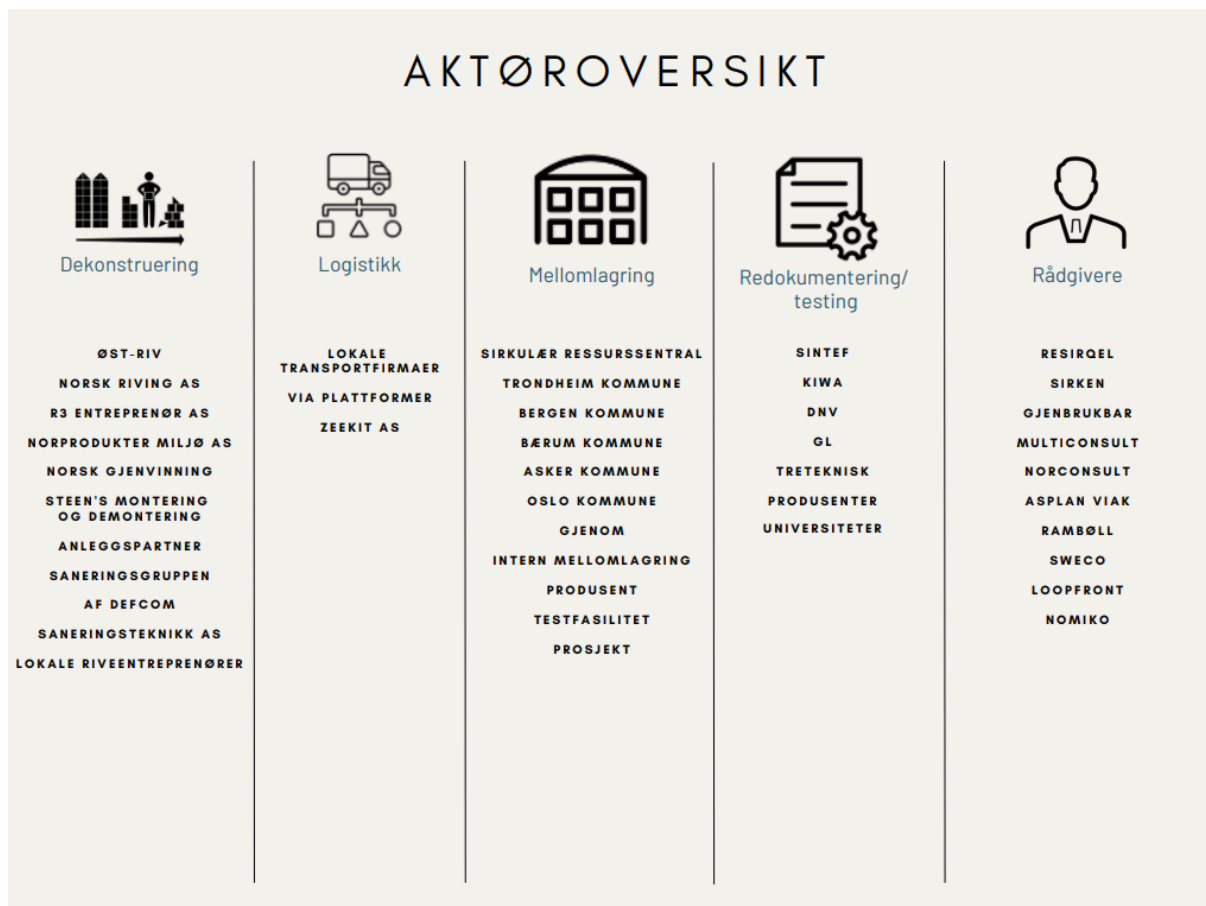 AKTØROVERSIKT
Dekonstruering
ØST-RIV
NORSK RIVING AS
R3 ENTREPRENØR AS
NORPRODUKTER MILJØ AS
NORSK GJENVINNING
STEEN'S MONTERING
OG DEMONTERING
ANLEGGSPARTNER
SANERINGSGRUPPEN
AF DEFCOM
SANERINGSTEKNIKK AS
LOKALE RIVEENTREPRENØRER
Logistikk
LOKALE
TRANSPORTFIRMAER
VIA PLATTFORMER
ZEEKIT AS
Mellomlagring
SIRKULÆR RESSURSSENTRAL
TRONDHEIM KOMMUNE
BERGEN KOMMUNE
BÆRUM KOMMUNE
ASKER KOMMUNE
OSLO KOMMUNE
GJENOM
INTERN MELLOMLAGRING
PRODUSENT
TESTFASILITET
PROSJEKT
Redokumentering/
testing
SINTEF
KIWA
DNV
GL
TRETEKNISK
PRODUSENTER
UNIVERSITETER
Rådgivere
RESIRQEL
SIRKEN
GJENBRUKBAR
MULTICONSULT
NORCONSULT
ASPLAN VIAK
RAMBØLL
SWECO
LOOPFRONT
NOMIKO